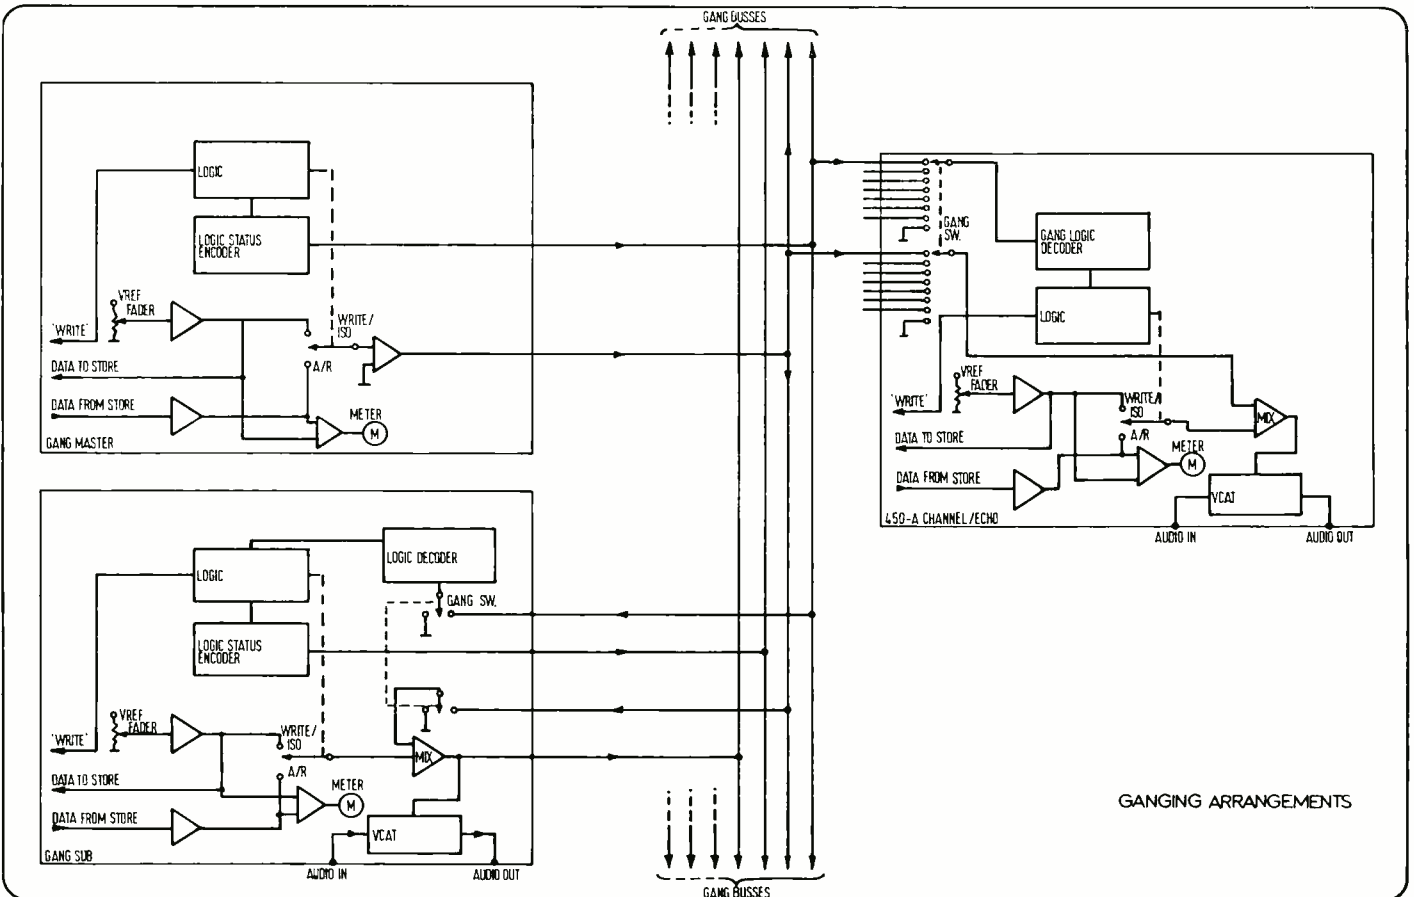 GANG BUSSES
LOGIC
LOGIC STATUS
ENCODER
VREF
FADER
'WRITE'
WRITE/
ISO
A/R
DATA TO STORE
DATA FROM STORE
METER
M
GANG MASTER
GANG
SW.
GANG LOGIC
DECODER
LOGIC
VREF
FADER
'WRITE'
WRITE/
ISO
A/R
MIX
DATA TO STORE
METER
M
DATA FROM STORE
VCAT
450-A CHANNEL/ECHO
AUDIO IN
AUDIO OUT
LOGIC DECODER
LOGIC
GANG SW.
LOGIC STATUS
ENCODER
VREF
FADER
'WRITE'
WRITE/
ISO
MIX
A/R
DATA TO STORE
METER
M
DATA FROM STORE
VCAT
GANG SUB
AUDIO IN
AUDIO OUT
GANGING ARRANGEMENTS
GANG BUSSES